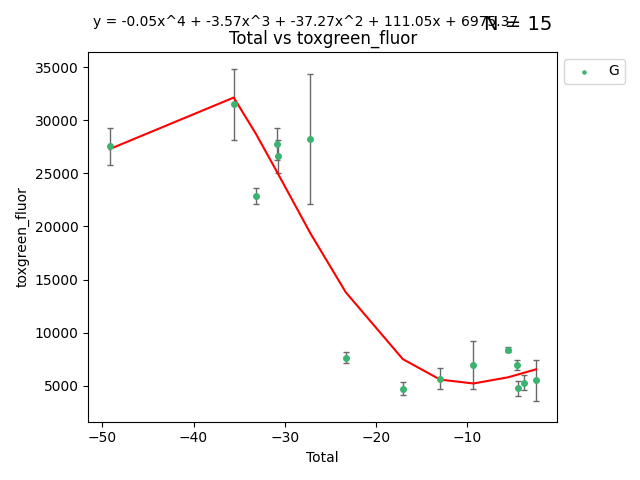 y = -0.05x^4 + -3.57x^3 + -37.27x^2 + 111.05x + 6975.37
N = 15
Total vs toxgreen_fluor
G
35000
30000
25000
20000
15000
10000
5000
toxgreen_fluor
−50 −40 −30 −20 −10
Total